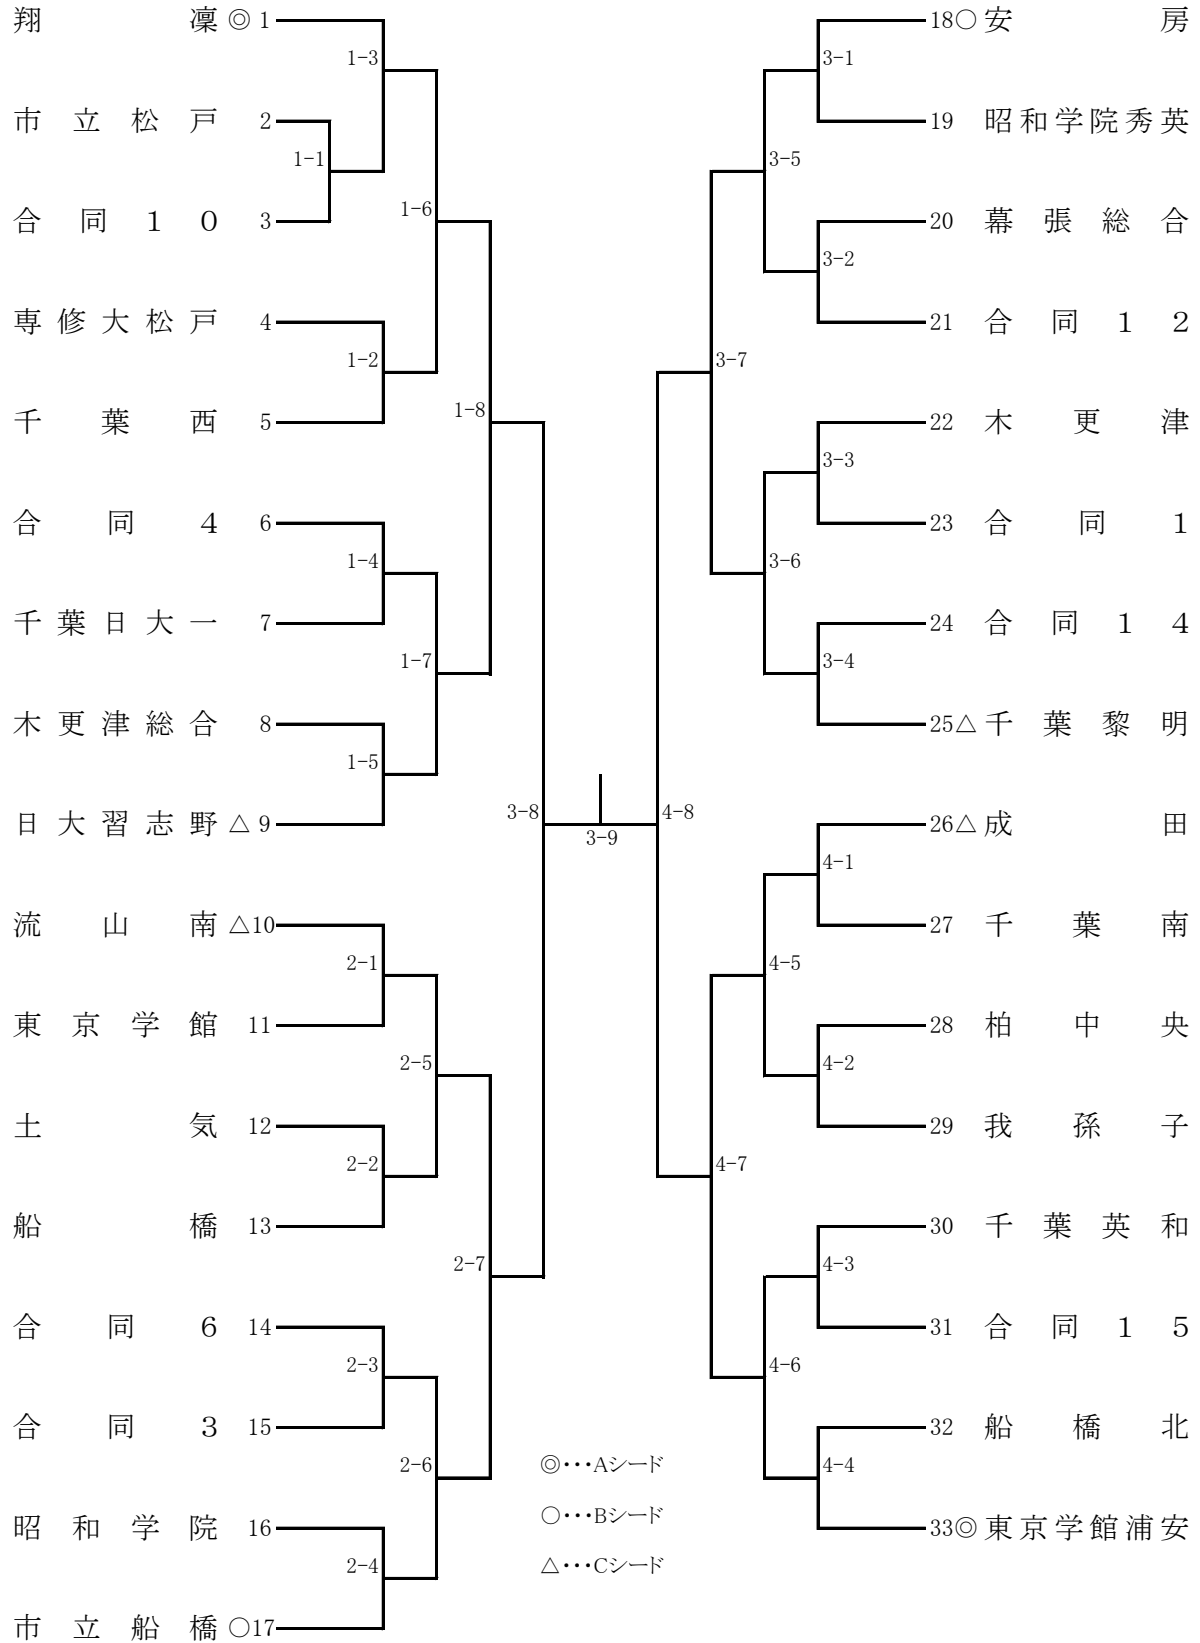 翔凜 ◎ 1
1-3
市立松戸 2
1-1
合同１０ 3
1-6
専修大松戸 4
1-2
千葉西 5
1-8
合同４ 6
1-4
千葉日大一 7
1-7
木更津総合 8
1-5
日大習志野 △ 9
3-8
流山南 △10
2-1
東京学館 11
2-5
土気 12
2-2
船橋 13
2-7
合同６ 14
2-3
合同３ 15
2-6
昭和学院 16
2-4
市立船橋 ○17
3-9
18○ 安房
3-1
19 昭和学院秀英
3-5
20 幕張総合
3-2
21 合同１２
3-7
22 木更津
3-3
23 合同１
3-6
24 合同１４
3-4
25△ 千葉黎明
4-8
26△ 成田
4-1
27 千葉南
4-5
28 柏中央
4-2
29 我孫子
4-7
30 千葉英和
4-3
31 合同１５
4-6
32 船橋北
4-4
33◎ 東京学館浦安
◎･･･Aシード
○･･･Bシード
△･･･Cシード